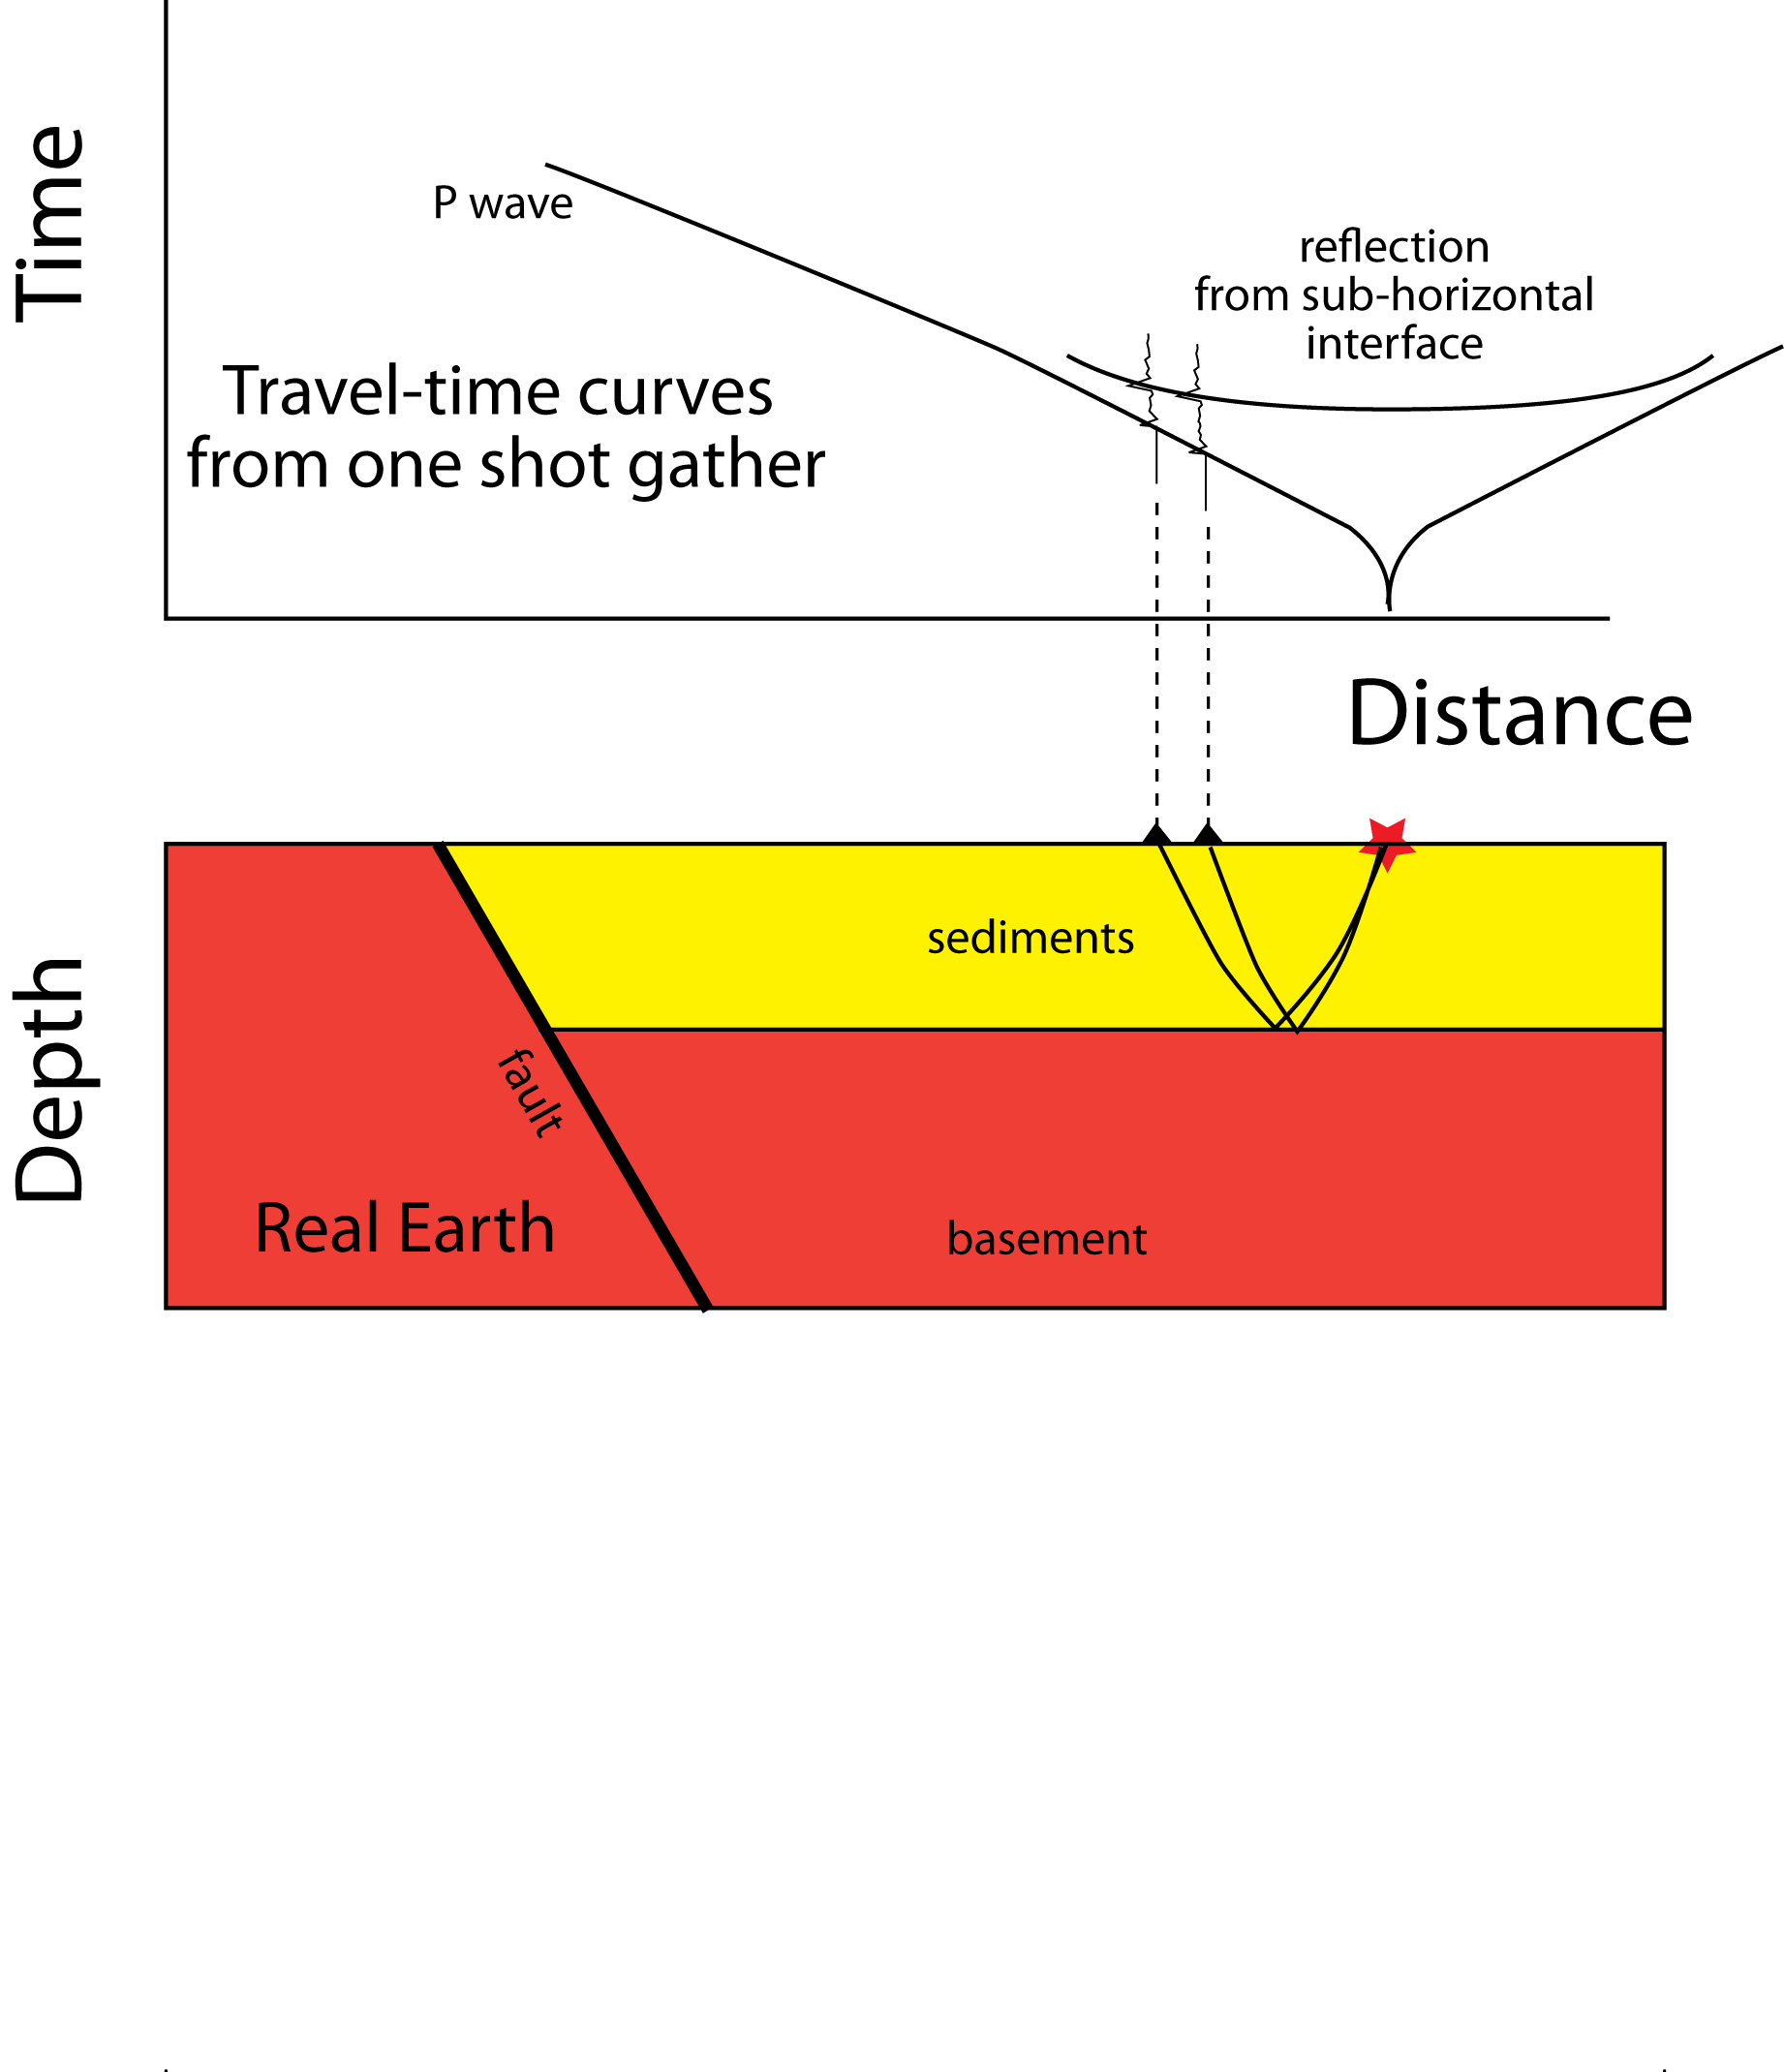 Time
P wave
reflection
from sub-horizontal
interface
Travel-time curves
from one shot gather
Distance
Depth
sediments
fault
Real Earth
basement